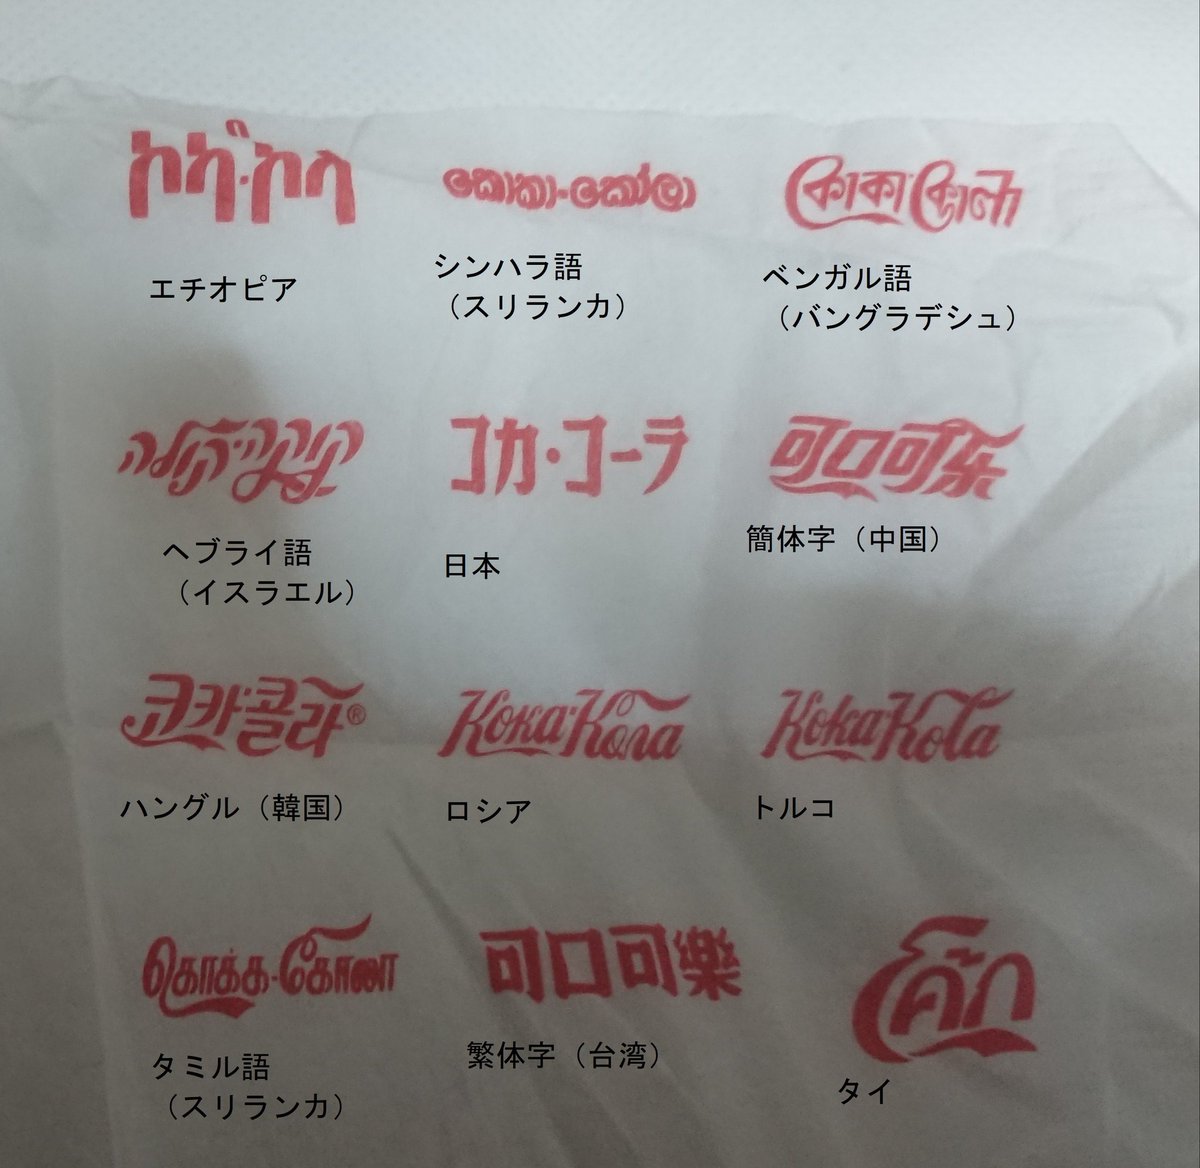 ኮካ·ኮላ
කොකා-කෝලා
কোকা-কোলা
エチオピア
シンハラ語
（スリランカ）
ベンガル語
（バングラデシュ）
קוקה-קולה
コカ・コーラ
可口可乐
ヘブライ語
（イスラエル）
日本
簡体字（中国）
코카·콜라®
Кока-Кола
Koka-Kola
ハングル（韓国）
ロシア
トルコ
கொக்க-கோலா
可口可樂
โค้ก
タミル語
（スリランカ）
繁体字（台湾）
タイ